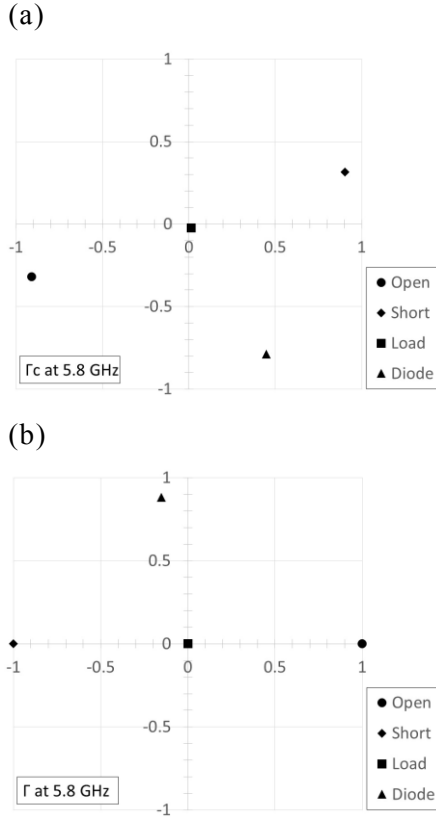 (a)
1
0.5
0
-1
-0.5
0
0.5
1
-0.5
-1
Open
Short
Load
Diode
Γc at 5.8 GHz
(b)
1
0.5
0
-1
-0.5
0
0.5
1
-0.5
-1
Open
Short
Load
Diode
Γ at 5.8 GHz